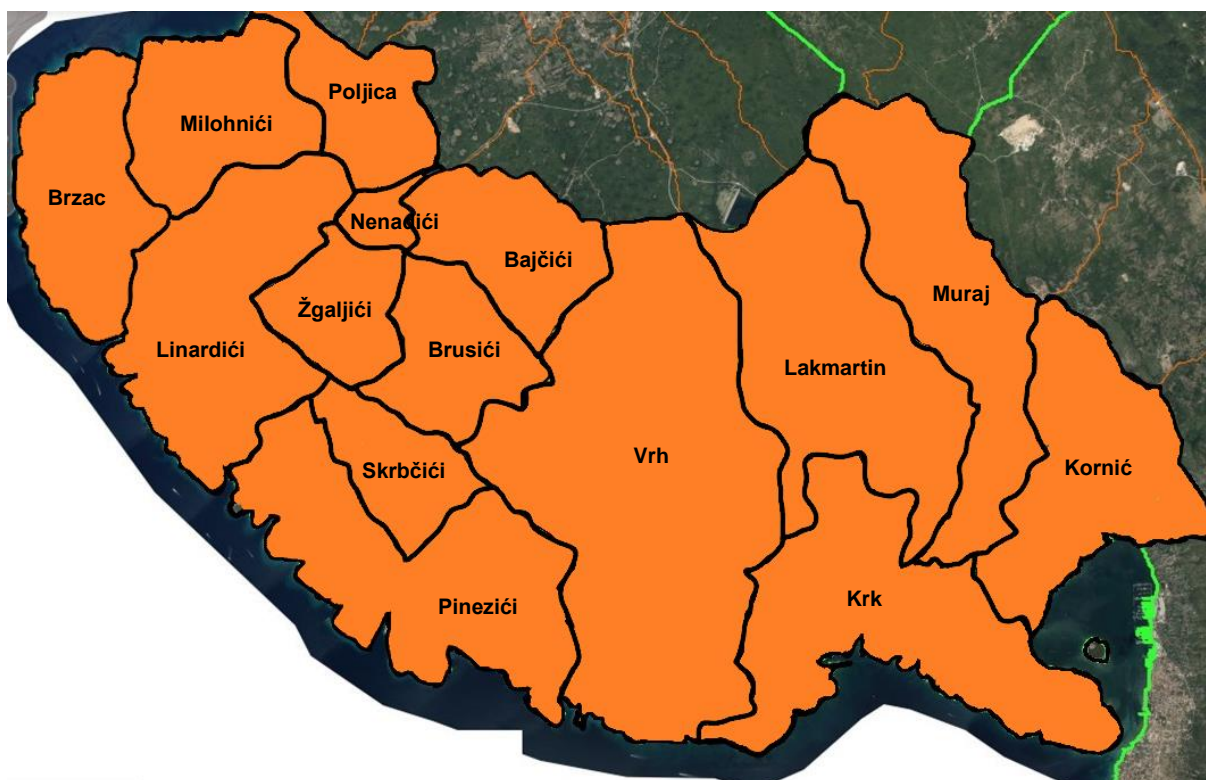 Poljica
Milohnići
Brzac
Nenadići
Bajčići
Žgaljići
Muraj
Linardići
Brusići
Lakmartin
Vrh
Skrbčići
Kornić
Pinezići
Krk